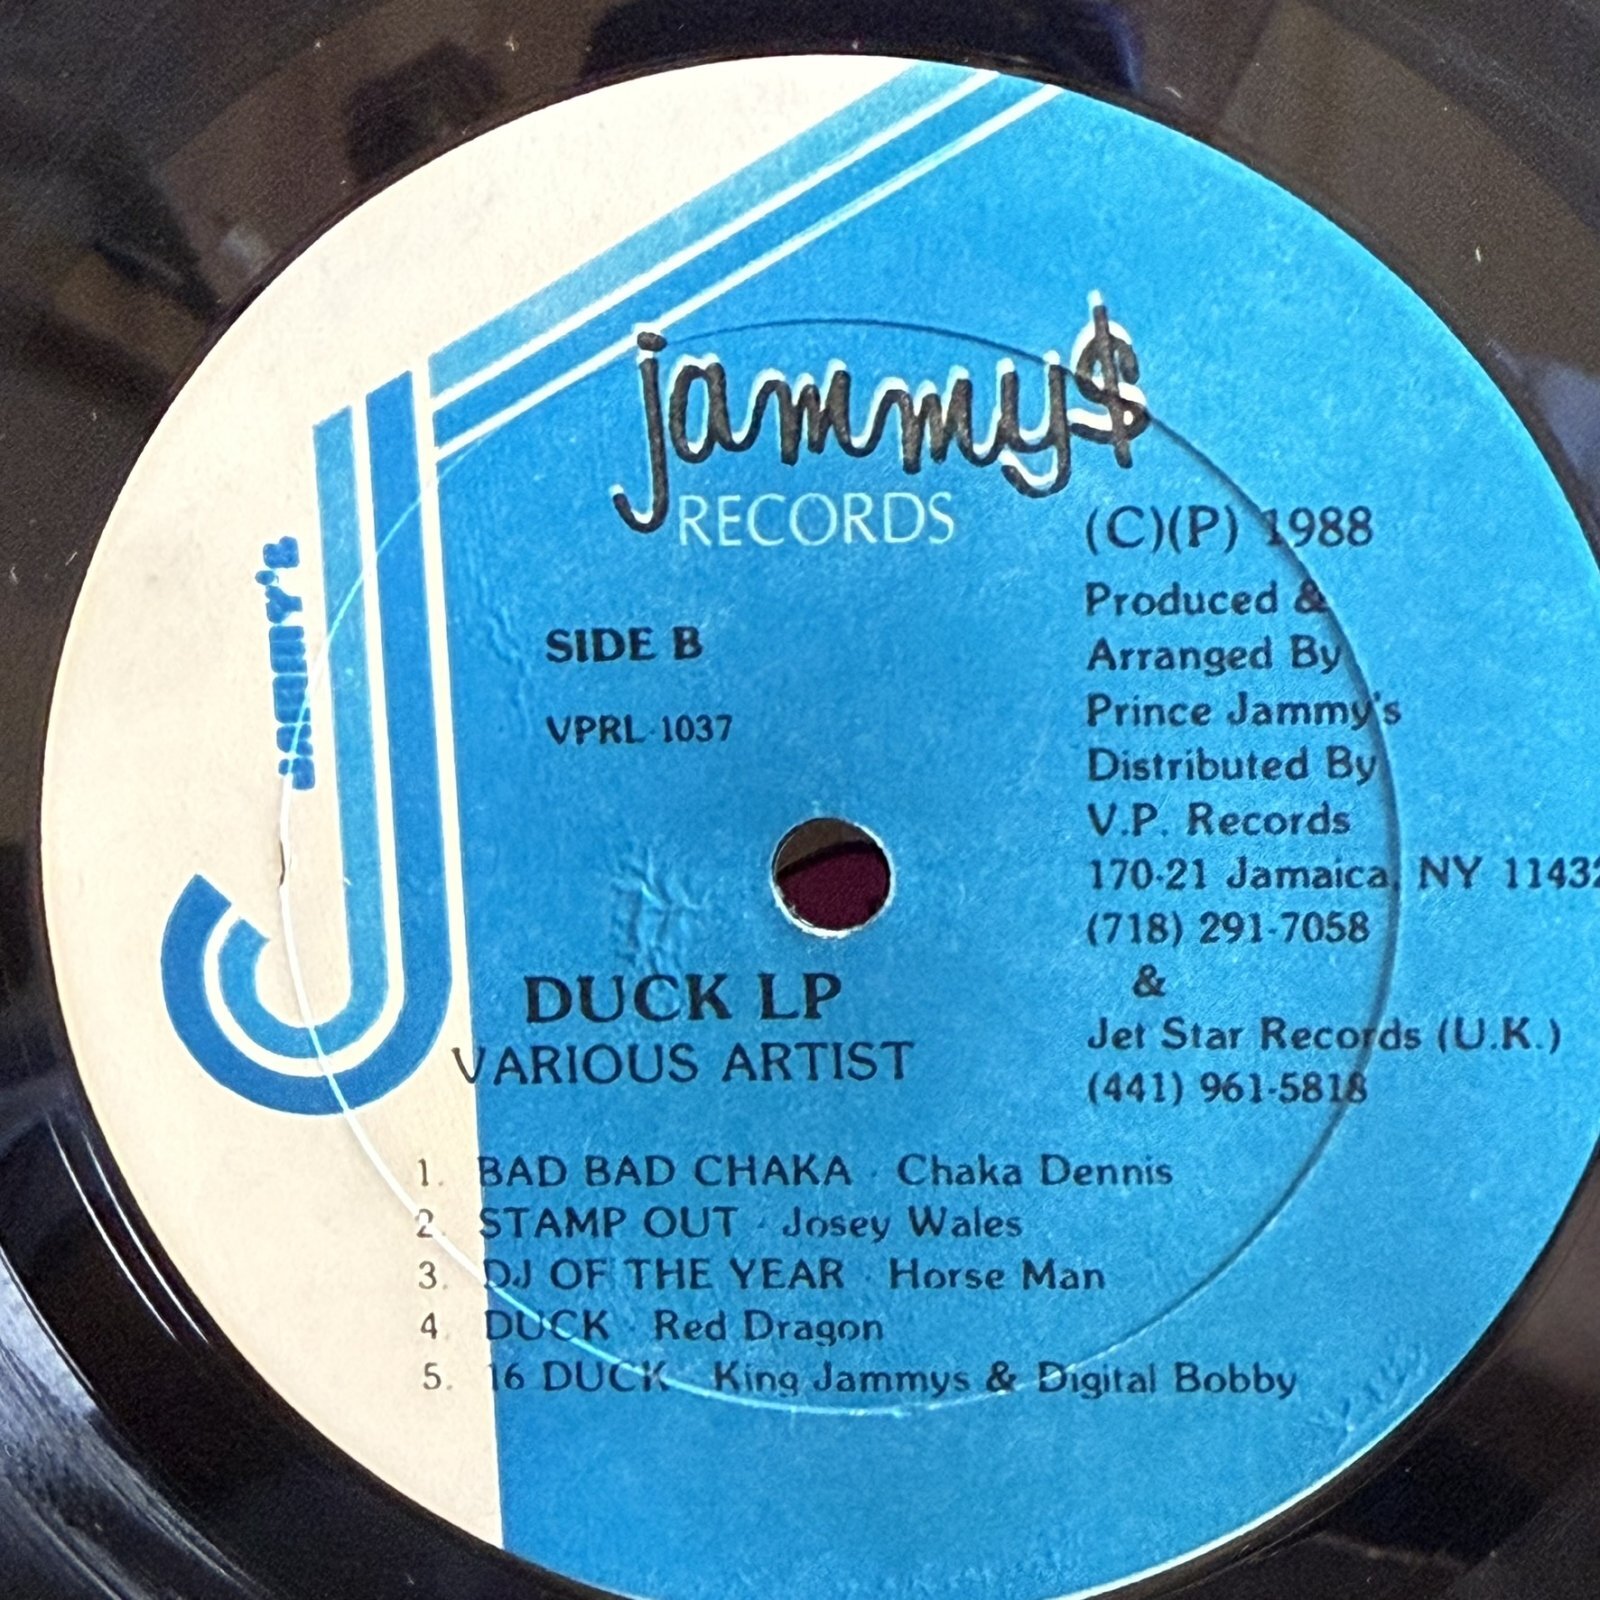 jammy$
RECORDS
JAMMY'S
SIDE B
VPRL-1037
(C)(P) 1988
Produced &
Arranged By
Prince Jammy's
Distributed By
V.P. Records
170-21 Jamaica, NY 11432
(718) 291-7058
&
Jet Star Records (U.K.)
(441) 961-5818
DUCK LP
VARIOUS ARTIST
1. BAD BAD CHAKA - Chaka Dennis
2. STAMP OUT - Josey Wales
3. DJ OF THE YEAR - Horse Man
4. DUCK - Red Dragon
5. 16 DUCK - King Jammys & Digital Bobby